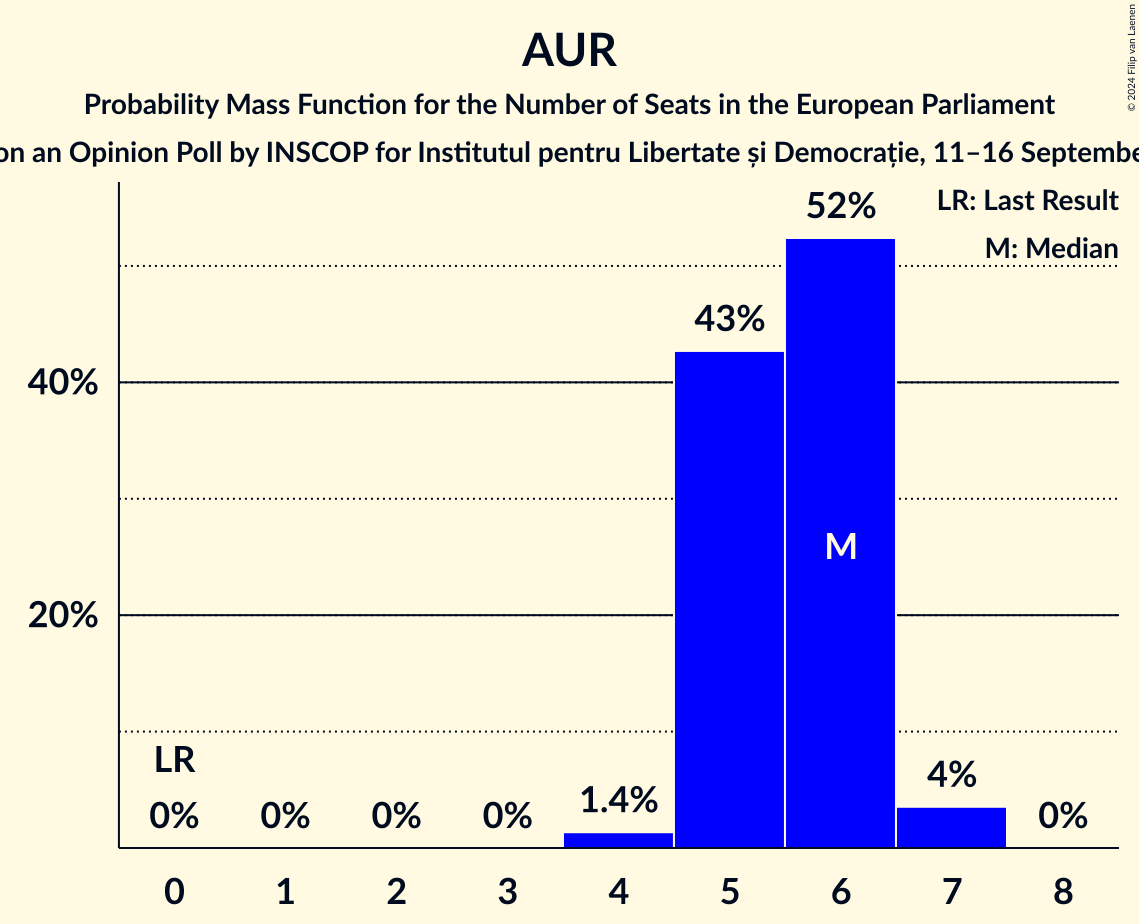 AUR
Probability Mass Function for the Number of Seats in the European Parliament
on an Opinion Poll by INSCOP for Institutul pentru Libertate și Democrație, 11–16 Septembe
© 2024 Filip van Laenen
LR: Last Result
M: Median
52%
43%
40%
M
20%
LR
0% 0% 0% 0% 1.4% 4% 0%
0 1 2 3 4 5 6 7 8